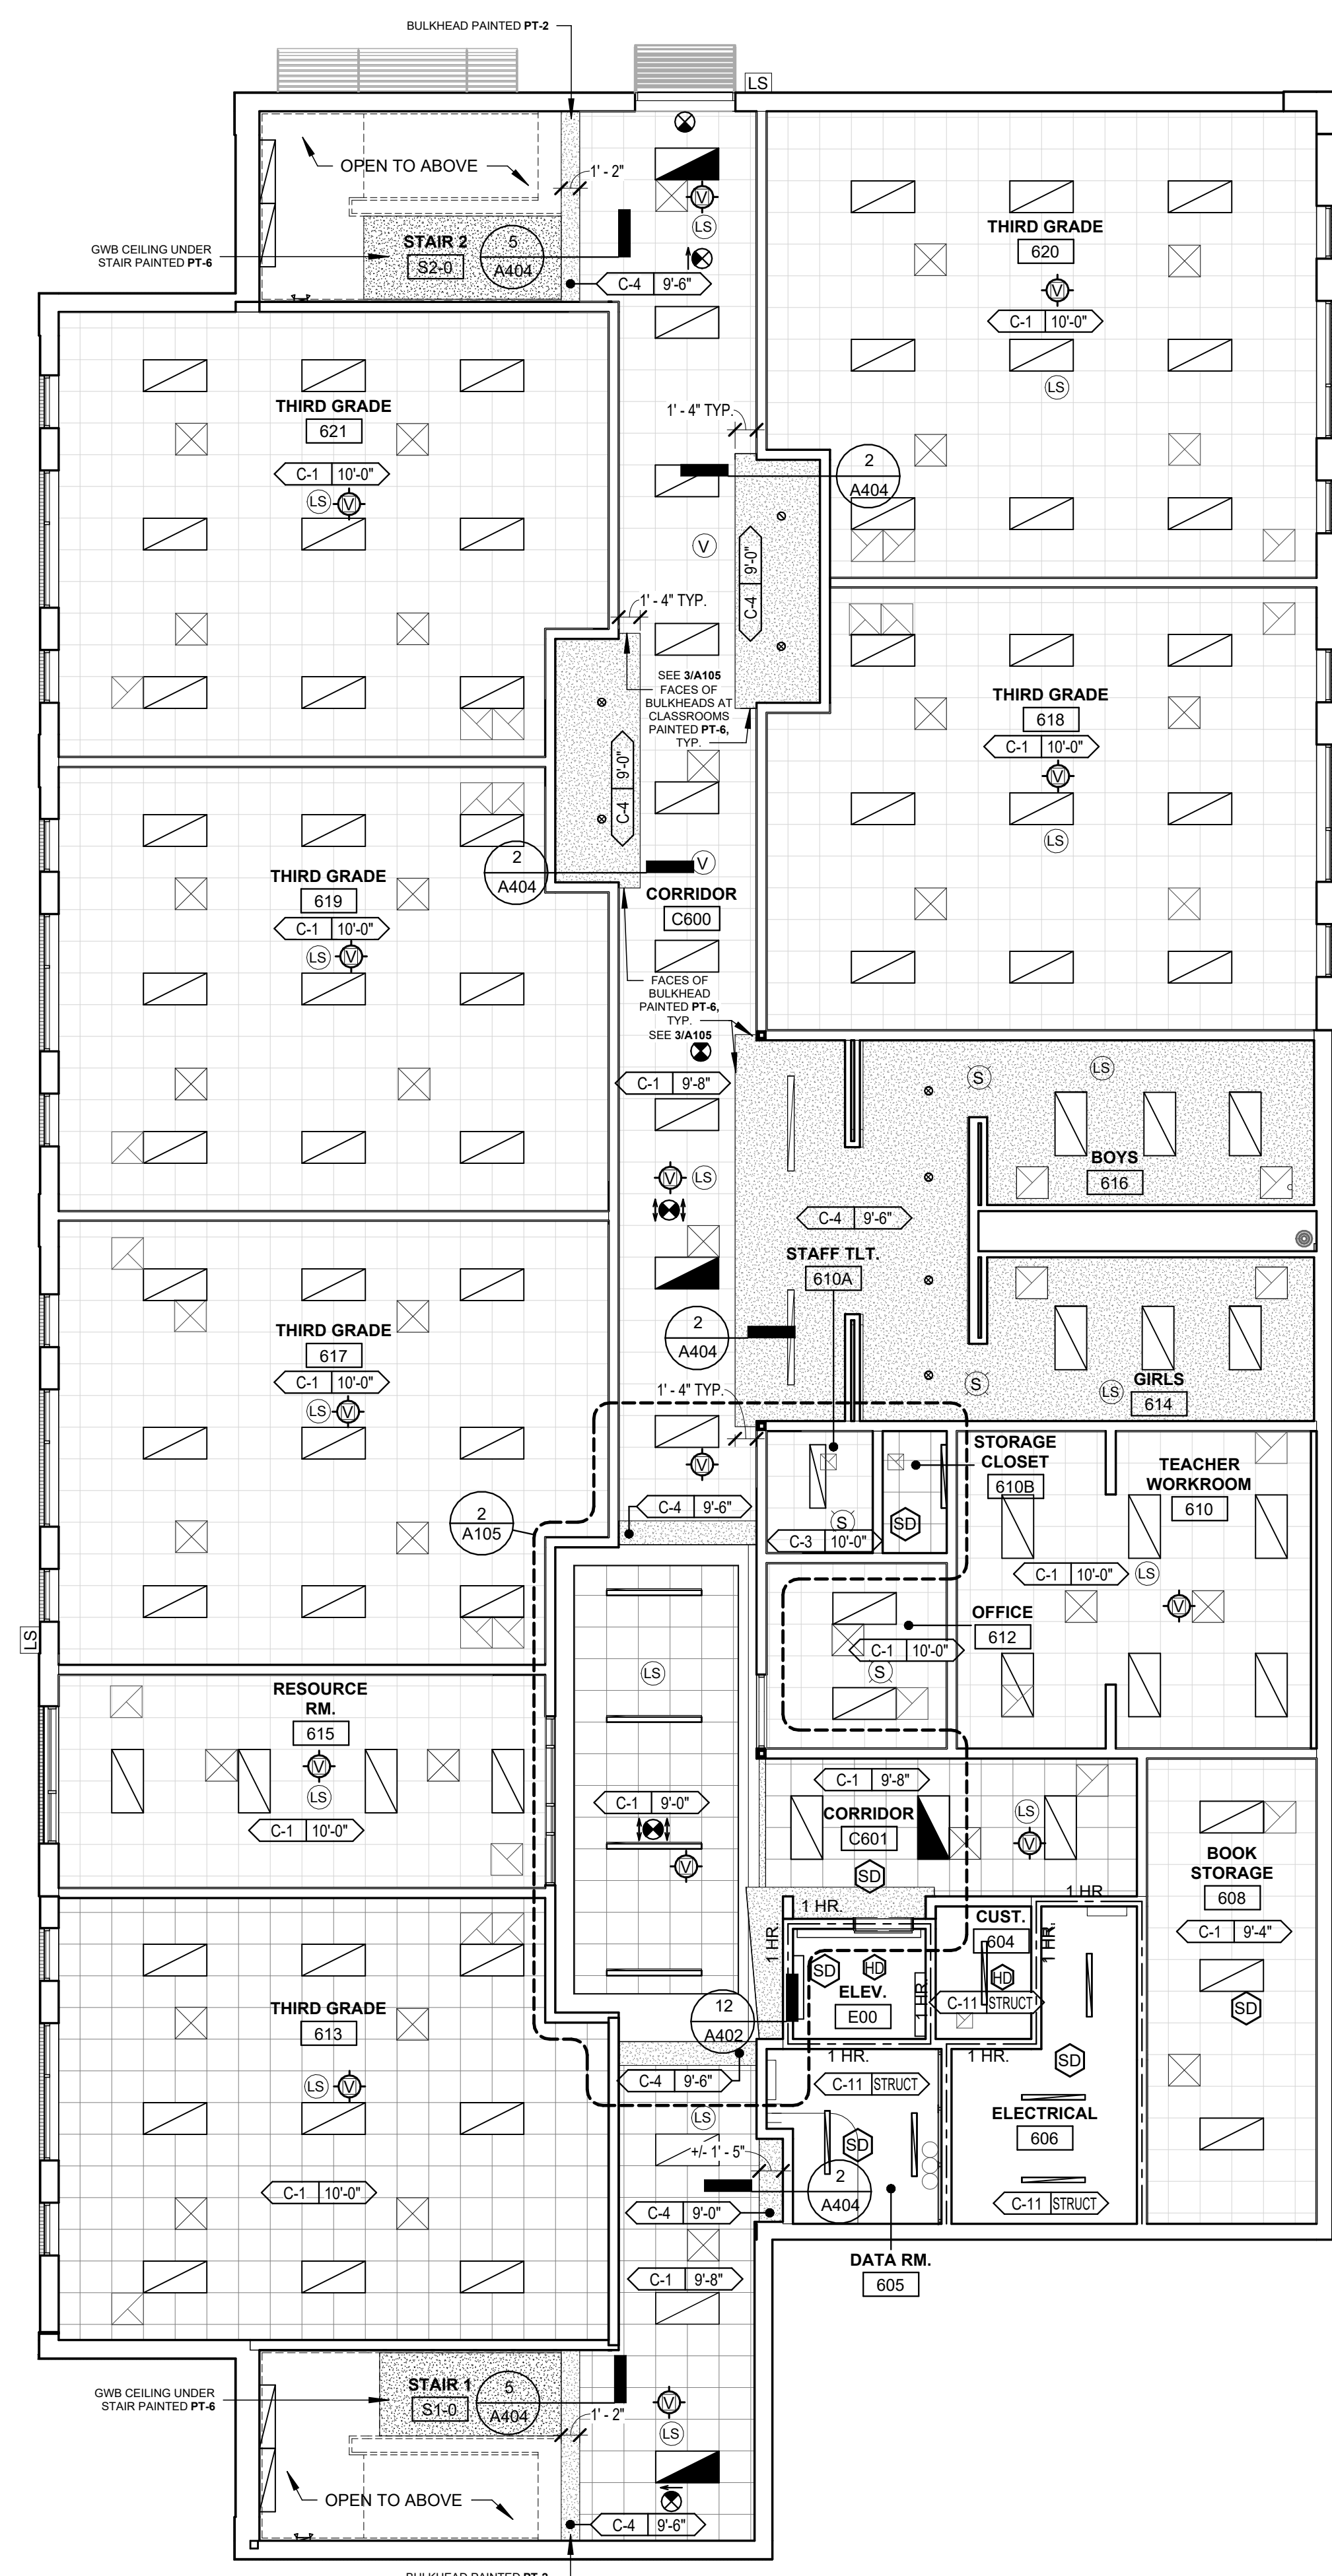 BULKHEAD PAINTED PT-2
LS
OPEN TO ABOVE
1' - 2"
GWB CEILING UNDER
STAIR PAINTED PT-6
STAIR 2
S2-0
5
A404
V
LS
C-4 9'-6"
THIRD GRADE
620
V
C-1 10'-0"
LS
THIRD GRADE
621
C-1 10'-0"
LS V
1' - 4" TYP.
2
A404
V
C-4 9'-0"
1' - 4" TYP.
SEE 3/A105
FACES OF
BULKHEADS AT
CLASSROOMS
PAINTED PT-6,
TYP.
C-4 9'-0"
THIRD GRADE
618
C-1 10'-0"
V
LS
THIRD GRADE
619
C-1 10'-0"
LS V
2
A404
V
CORRIDOR
C600
FACES OF
BULKHEAD
PAINTED PT-6,
TYP.
SEE 3/A105
C-1 9'-8"
S
LS
BOYS
616
V LS
C-4 9'-6"
STAFF TLT.
610A
2
A404
THIRD GRADE
617
C-1 10'-0"
LS V
S
GIRLS
LS
614
1' - 4" TYP.
V
STORAGE
CLOSET
610B
TEACHER
WORKROOM
610
C-4 9'-6"
2
A105
S
SD
C-3 10'-0"
C-1 10'-0"
LS
V
OFFICE
612
C-1 10'-0"
S
LS
LS
RESOURCE
RM.
615
V
LS
C-1 10'-0"
C-1 9'-0"
V
C-1 9'-8"
CORRIDOR
C601
LS
V
SD
BOOK
STORAGE
608
C-1 9'-4"
SD
1 HR.
1 HR.
1 HR.
1 HR.
1 HR.
CUST.
604
HD
C-11 STRUCT
SD
HD
ELEV.
E00
12
A402
1 HR.
1 HR.
THIRD GRADE
613
LS V
C-1 10'-0"
C-4 9'-6"
LS
C-11 STRUCT
SD
SD
ELECTRICAL
606
C-11 STRUCT
+/- 1' - 5"
2
A404
C-4 9'-0"
C-1 9'-8"
DATA RM.
605
GWB CEILING UNDER
STAIR PAINTED PT-6
STAIR 1
S1-0
5
A404
1' - 2"
V
LS
OPEN TO ABOVE
C-4 9'-6"
BULKHEAD PAINTED PT-2